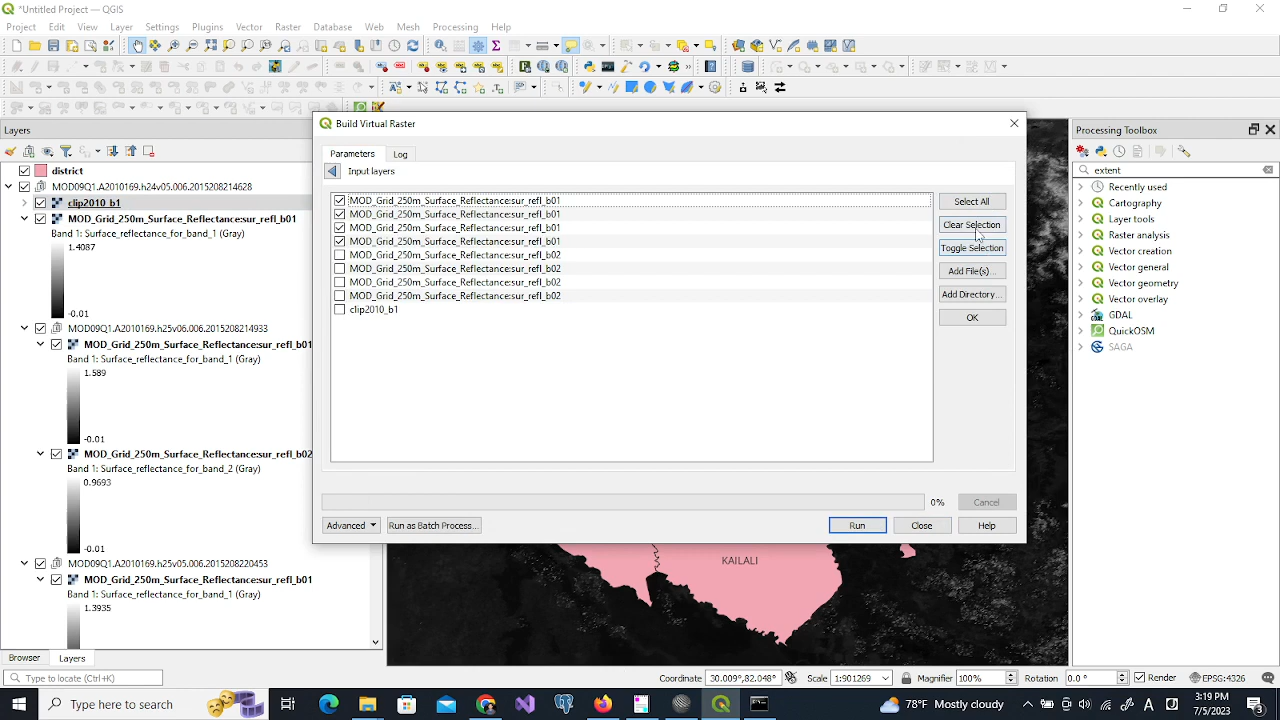 *Untitled Project — QGIS
Project Edit View Layer Settings Plugins Vector Raster Database Web Mesh Processing Help
Layers
district
MOD09Q1.A2010169.h24v05.006.2015208214628
clip2010_b1
MOD_Grid_250m_Surface_Reflectance:sur_refl_b01
Band 1: Surface_reflectance_for_band_1 (Gray)
1.4087
-0.01
MOD09Q1.A2010169.h25v06.006.2015208214933
MOD_Grid_250m_Surface_Reflectance:sur_refl_b01
Band 1: Surface_reflectance_for_band_1 (Gray)
1.589
-0.01
MOD_Grid_250m_Surface_Reflectance:sur_refl_b02
Band 1: Surface_reflectance_for_band_2 (Gray)
0.9693
-0.01
MOD09Q1.A2010169.h25v05.006.2015208220453
MOD_Grid_250m_Surface_Reflectance:sur_refl_b01
Band 1: Surface_reflectance_for_band_1 (Gray)
1.3935
Browser Layers
Build Virtual Raster
Parameters Log
Input layers
MOD_Grid_250m_Surface_Reflectance:sur_refl_b01
MOD_Grid_250m_Surface_Reflectance:sur_refl_b01
MOD_Grid_250m_Surface_Reflectance:sur_refl_b01
MOD_Grid_250m_Surface_Reflectance:sur_refl_b01
MOD_Grid_250m_Surface_Reflectance:sur_refl_b02
MOD_Grid_250m_Surface_Reflectance:sur_refl_b02
MOD_Grid_250m_Surface_Reflectance:sur_refl_b02
MOD_Grid_250m_Surface_Reflectance:sur_refl_b02
clip2010_b1
Select All
Clear Selection
Toggle Selection
Add File(s)...
Add Directory...
OK
0% Cancel
Advanced Run as Batch Process... Run Close Help
KAILALI
Processing Toolbox
extent
Recently used
Cartography
Layer tools
Raster analysis
Vector creation
Vector general
Vector geometry
Vector overlay
GDAL
QuickOSM
SAGA
Type to locate (Ctrl+K) Coordinate 30.009°,82.048° Scale 1:901269 Magnifier 100% Rotation 0.0 ° Render EPSG:4326
Type here to search 78°F Mostly cloudy 3:19 PM
7/5/2023